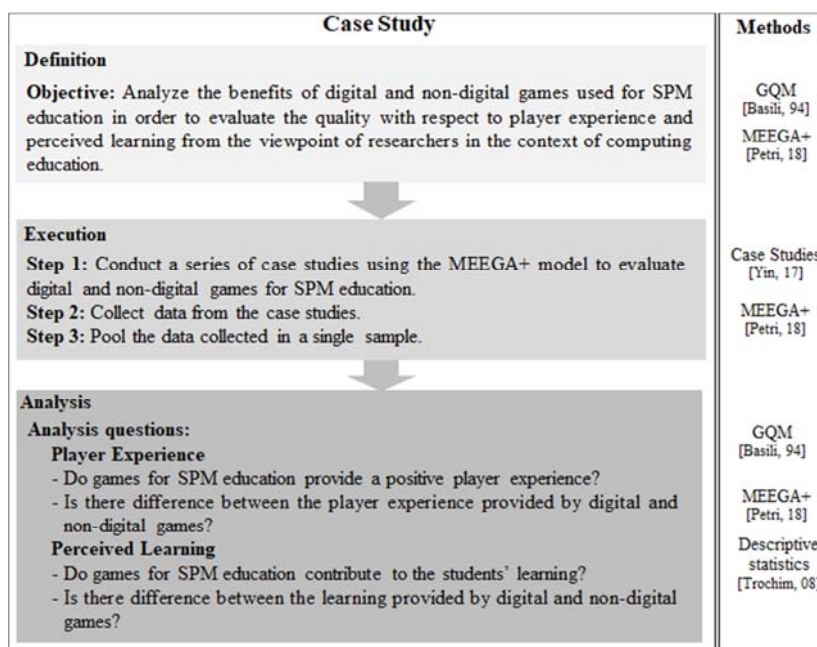 Case Study
Definition
Objective: Analyze the benefits of digital and non-digital games used for SPM
education in order to evaluate the quality with respect to player experience and
perceived learning from the viewpoint of researchers in the context of computing
education.
Execution
Step 1: Conduct a series of case studies using the MEEGA+ model to evaluate
digital and non-digital games for SPM education.
Step 2: Collect data from the case studies.
Step 3: Pool the data collected in a single sample.
Analysis
Analysis questions:
Player Experience
- Do games for SPM education provide a positive player experience?
- Is there difference between the player experience provided by digital and
non-digital games?
Perceived Learning
- Do games for SPM education contribute to the students' learning?
- Is there difference between the learning provided by digital and non-digital
games?
Methods
GQM
[Basili, 94]
MEEGA+
[Petri, 18]
Case Studies
[Yin, 17]
MEEGA+
[Petri, 18]
GQM
[Basili, 94]
MEEGA+
[Petri, 18]
Descriptive
statistics
[Trochim, 08]